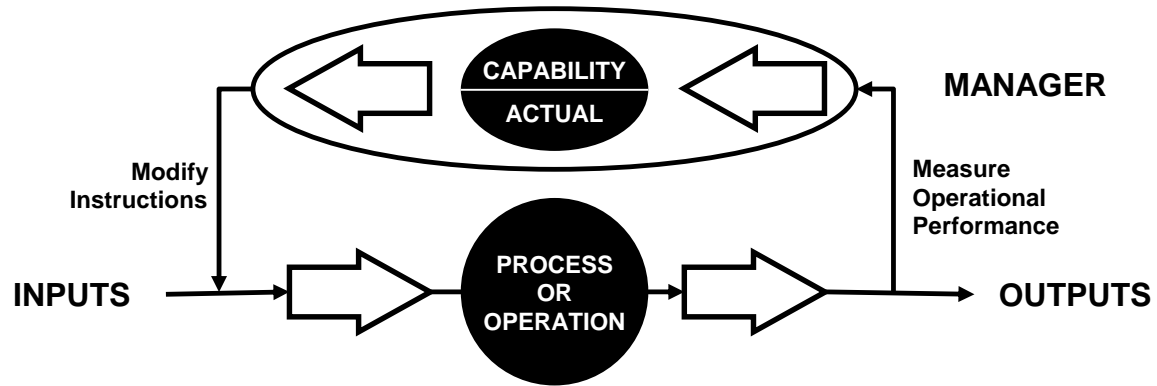 CAPABILITY
ACTUAL
MANAGER
Modify
Instructions
Measure
Operational
Performance
INPUTS
PROCESS
OR
OPERATION
OUTPUTS